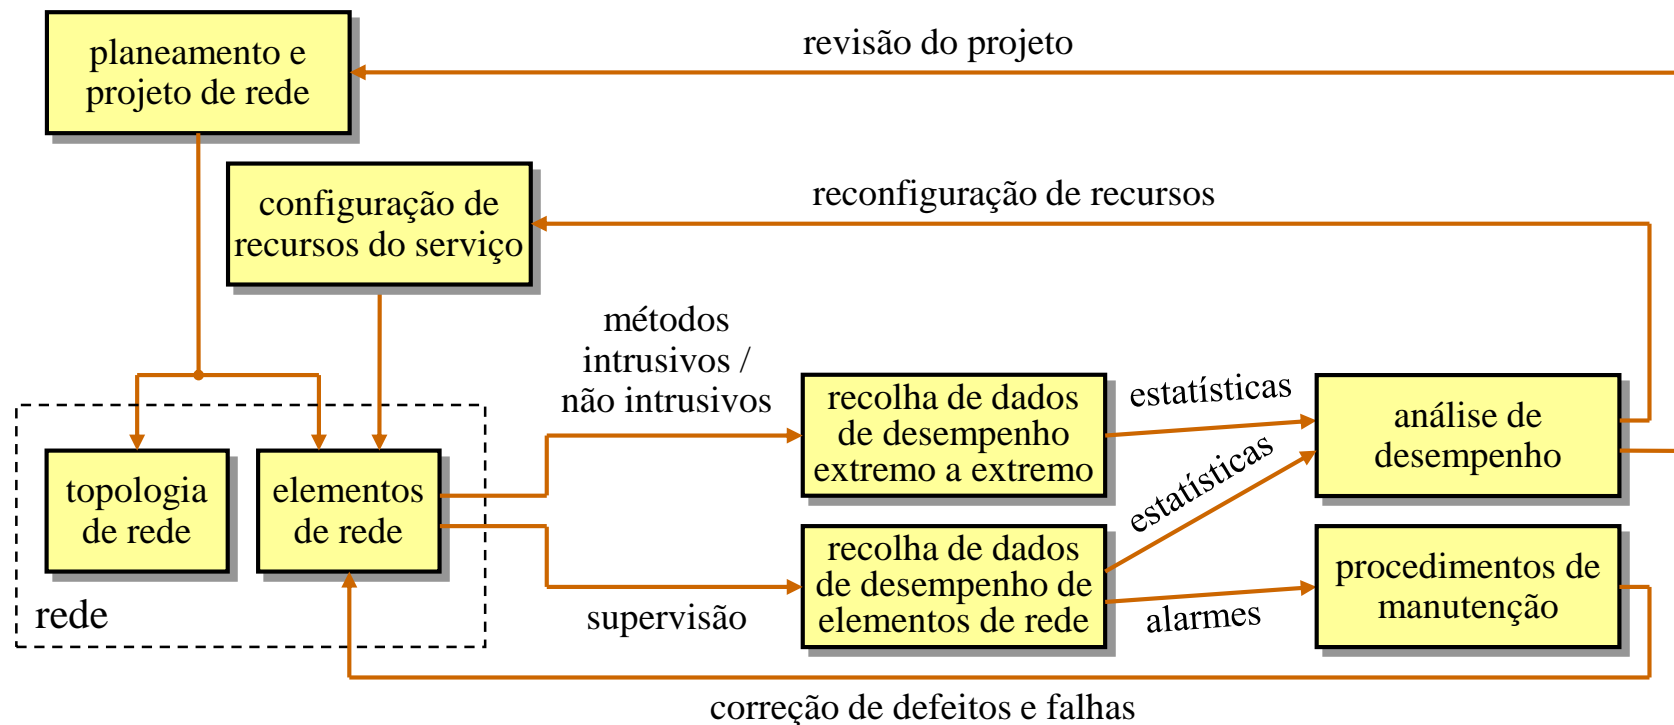 planeamento e
projeto de rede
revisão do projeto
configuração de
recursos do serviço
reconfiguração de recursos
métodos
intrusivos /
não intrusivos
recolha de dados
de desempenho
extremo a extremo
estatísticas
análise de
desempenho
estatísticas
topologia
de rede
elementos
de rede
rede
supervisão
recolha de dados
de desempenho de
elementos de rede
alarmes
procedimentos de
manutenção
correção de defeitos e falhas